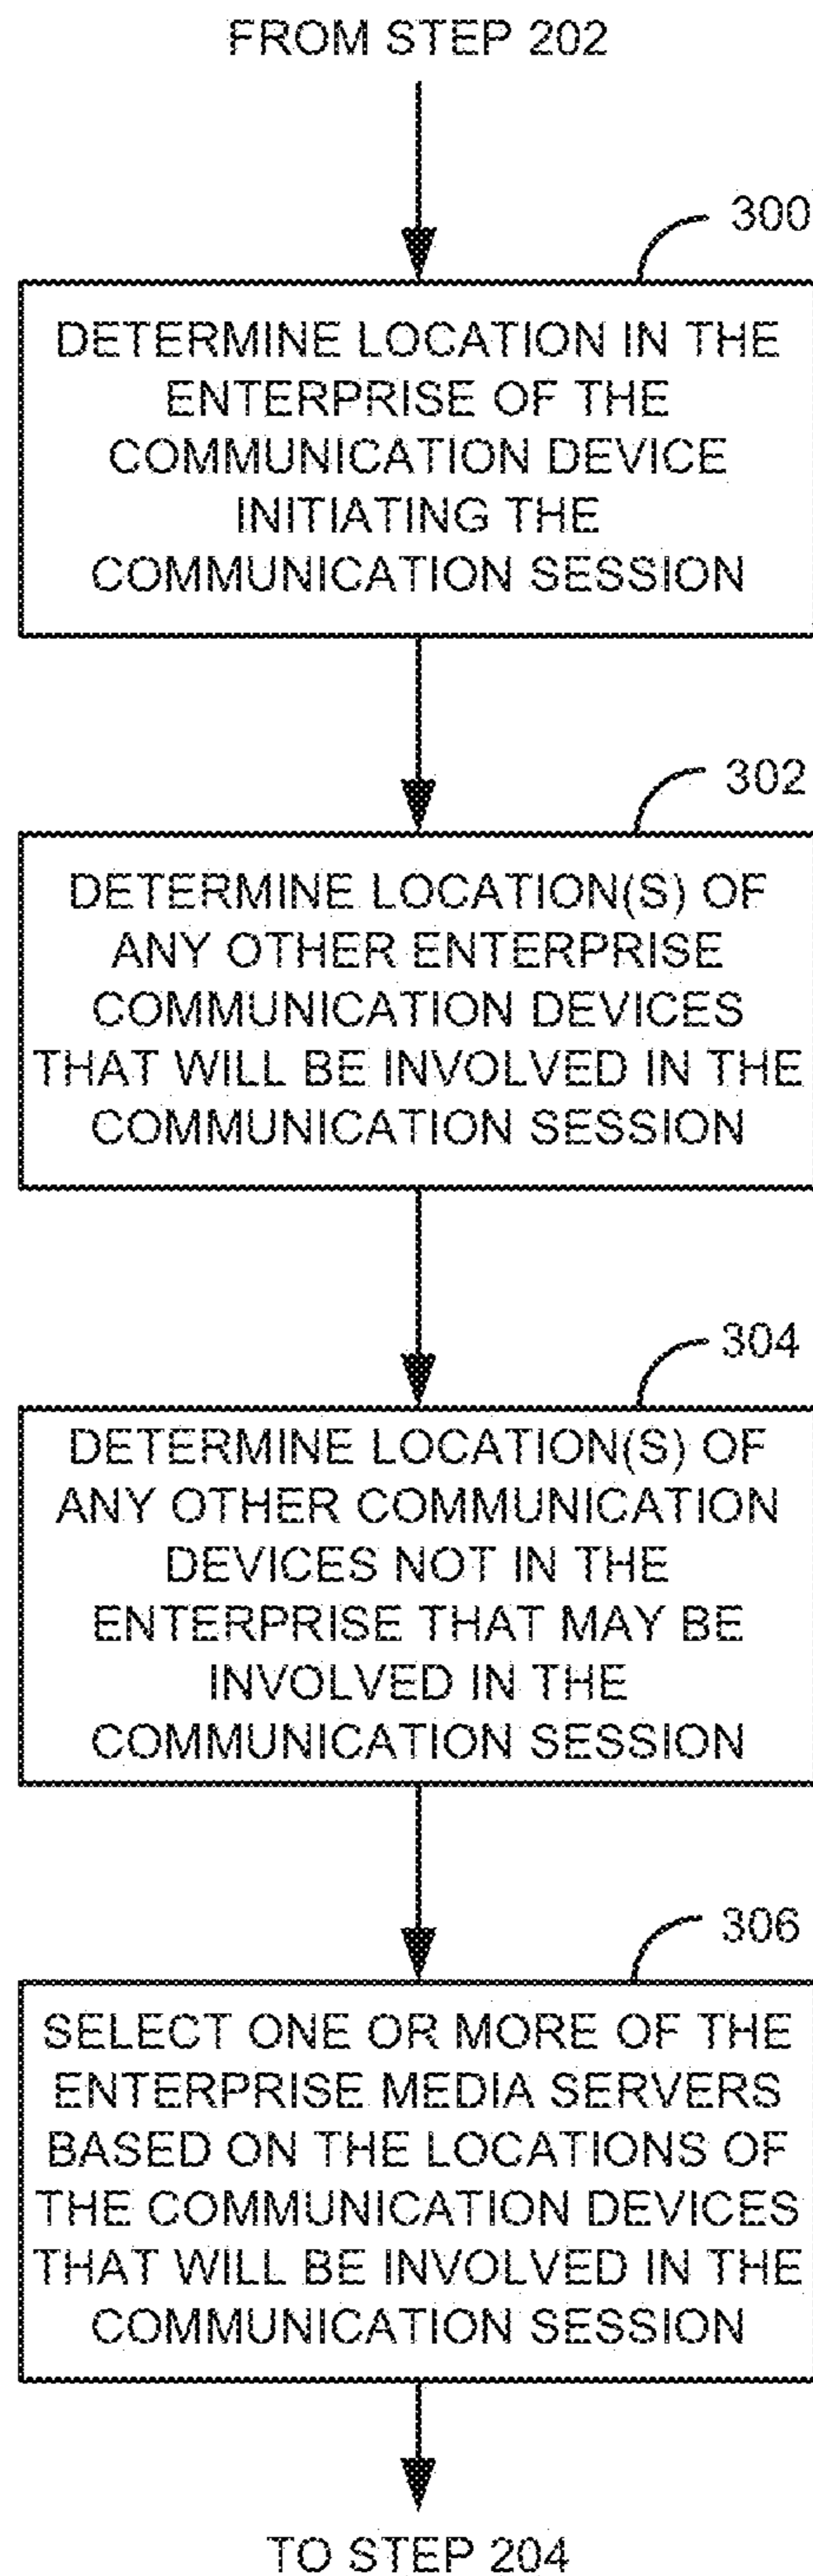 FROM STEP 202
300
DETERMINE LOCATION IN THE
ENTERPRISE OF THE
COMMUNICATION DEVICE
INITIATING THE
COMMUNICATION SESSION
302
DETERMINE LOCATION(S) OF
ANY OTHER ENTERPRISE
COMMUNICATION DEVICES
THAT WILL BE INVOLVED IN THE
COMMUNICATION SESSION
304
DETERMINE LOCATION(S) OF
ANY OTHER COMMUNICATION
DEVICES NOT IN THE
ENTERPRISE THAT MAY BE
INVOLVED IN THE
COMMUNICATION SESSION
306
SELECT ONE OR MORE OF THE
ENTERPRISE MEDIA SERVERS
BASED ON THE LOCATIONS OF
THE COMMUNICATION DEVICES
THAT WILL BE INVOLVED IN THE
COMMUNICATION SESSION
TO STEP 204